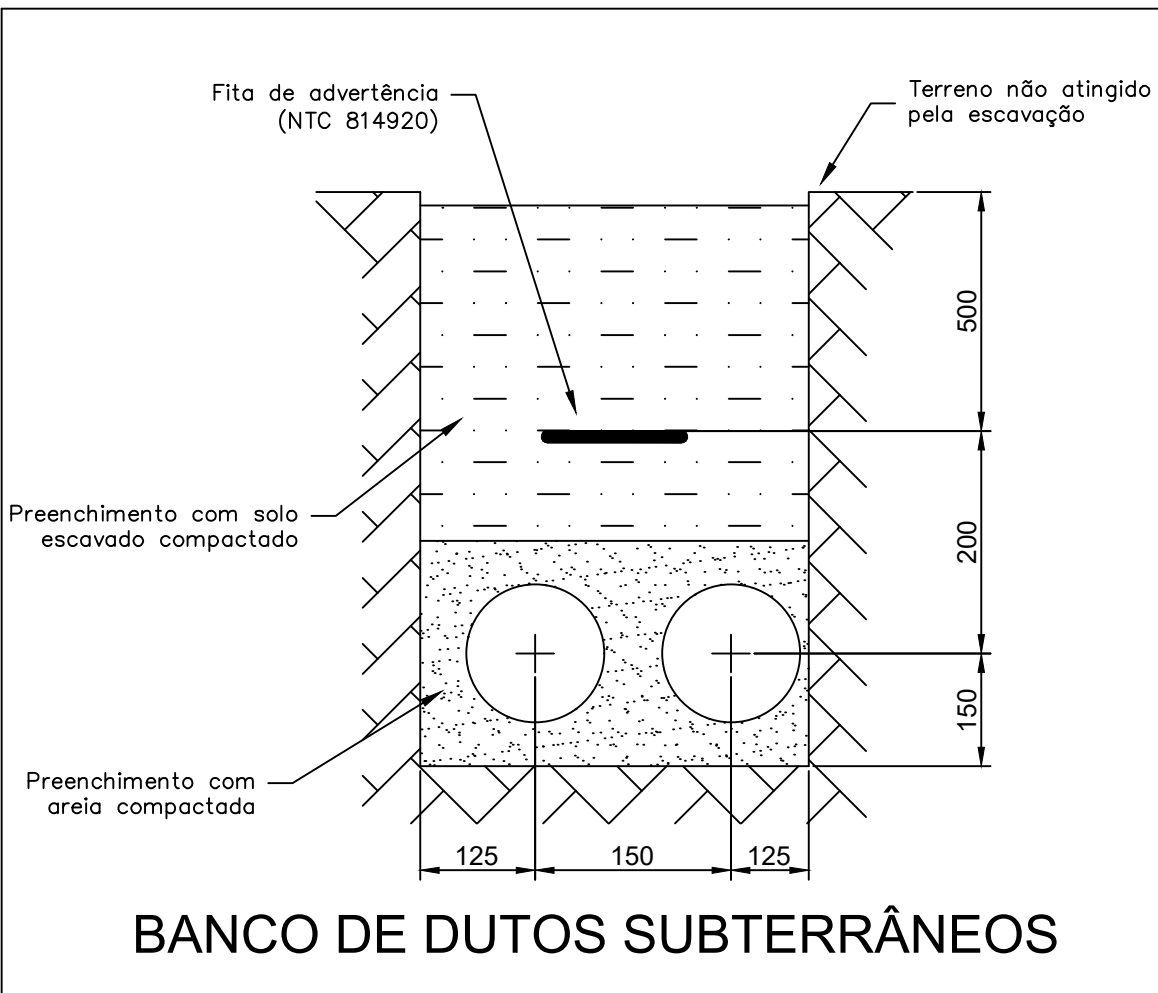 Fita de advertência
(NTC 814920)
Terreno não atingido
pela escavação
500
Preenchimento com solo
escavado compactado
200
150
Preenchimento com
areia compactada
125
150
125
BANCO DE DUTOS SUBTERRÂNEOS